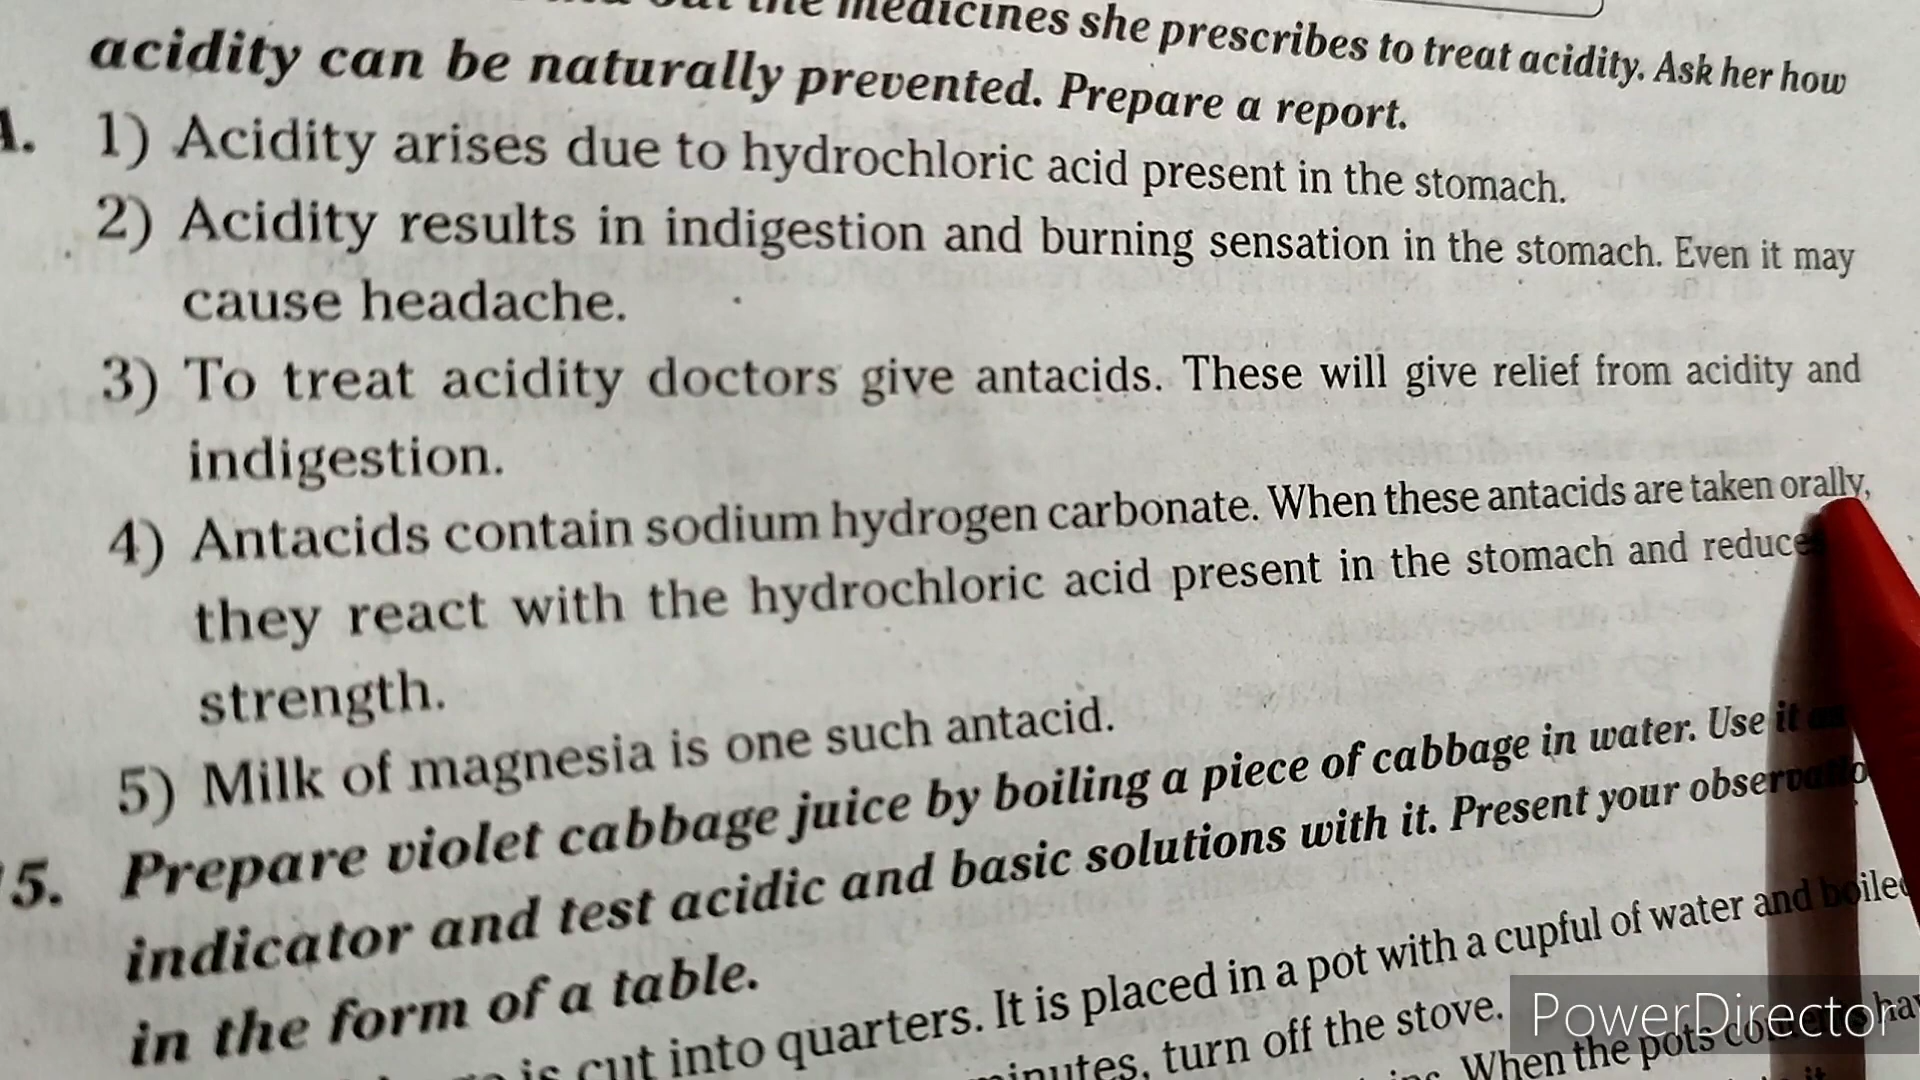 the medicines she prescribes to treat acidity. Ask her how
acidity can be naturally prevented. Prepare a report.
A. 1) Acidity arises due to hydrochloric acid present in the stomach.
2) Acidity results in indigestion and burning sensation in the stomach. Even it may
cause headache.
3) To treat acidity doctors give antacids. These will give relief from acidity and
indigestion.
4) Antacids contain sodium hydrogen carbonate. When these antacids are taken orally,
they react with the hydrochloric acid present in the stomach and reduces
strength.
5) Milk of magnesia is one such antacid.
5. Prepare violet cabbage juice by boiling a piece of cabbage in water. Use it
indicator and test acidic and basic solutions with it. Present your
in the form of a table.
is cut into quarters. It is placed in a pot with a cupful of water and
turn off the stove.
When the pots
PowerDirector